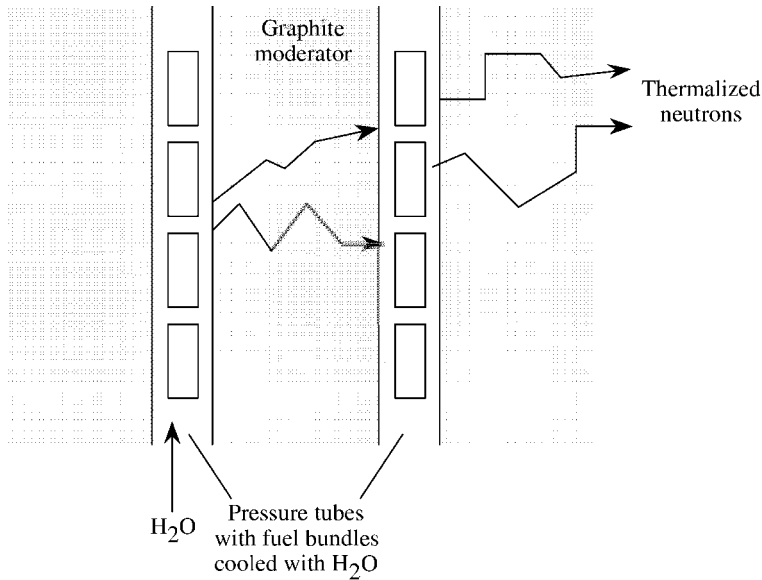 Graphite
moderator
Thermalized
neutrons
H₂O
Pressure tubes
with fuel bundles
cooled with H₂O